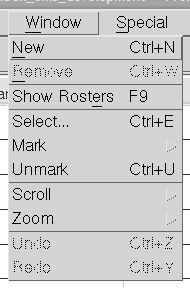 Window Special
New Ctrl+N
Remove Ctrl+W
Show Rosters F9
Select... Ctrl+E
Mark
Unmark Ctrl+U
Scroll
Zoom
Undo Ctrl+Z
Redo Ctrl+Y